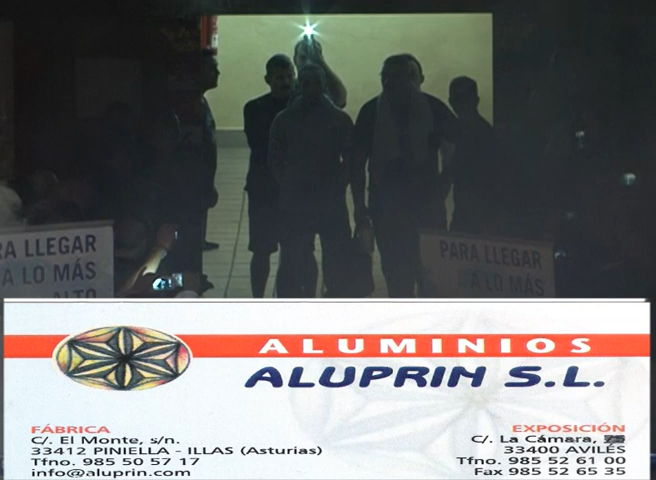 RA LLEGAR
A LO MÁS
ALTO
PARA LLEGAR
A LO MÁS
ALUMINIOS
ALUPRIN S.L.
FÁBRICA
C/. El Monte, s/n.
33412 PINIELLA - ILLAS (Asturias)
Tfno. 985 50 57 17
info@aluprin.com
EXPOSICIÓN
C/. La Cámara,
33400 AVILÉS
Tfno. 985 52 61 00
Fax 985 52 65 35